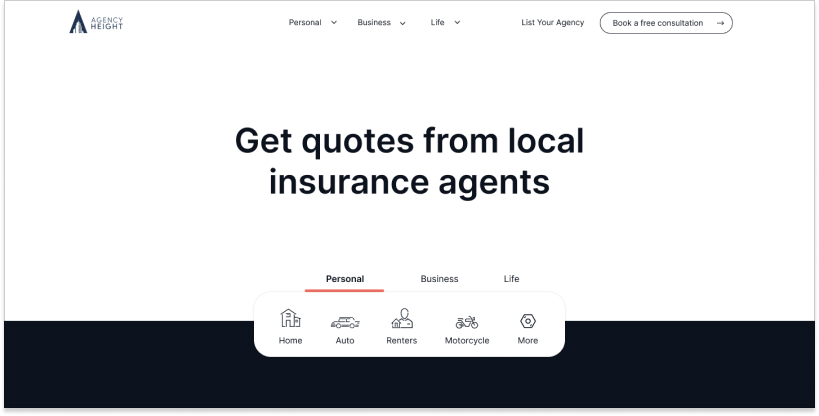 AGENCY
HEIGHT
Personal Business Life List Your Agency Book a free consultation
Get quotes from local
insurance agents
Personal Business Life
Home Auto Renters Motorcycle More